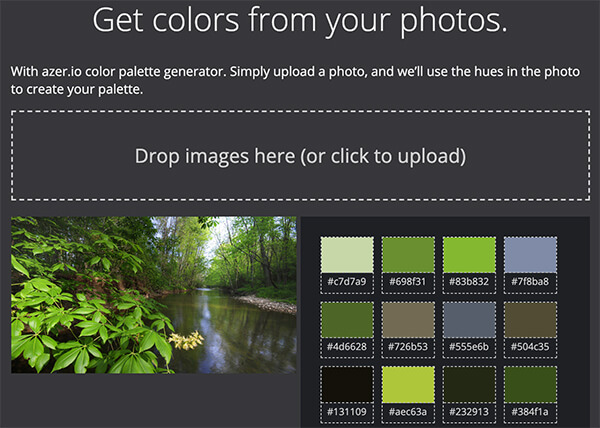 Get colors from your photos.
With azer.io color palette generator. Simply upload a photo, and we’ll use the hues in the photo
to create your palette.
Drop images here (or click to upload)
#c7d7a9 #698f31 #83b832 #7f8ba8
#4d6628 #726b53 #555e6b #504c35
#131109 #aec63a #232913 #384f1a